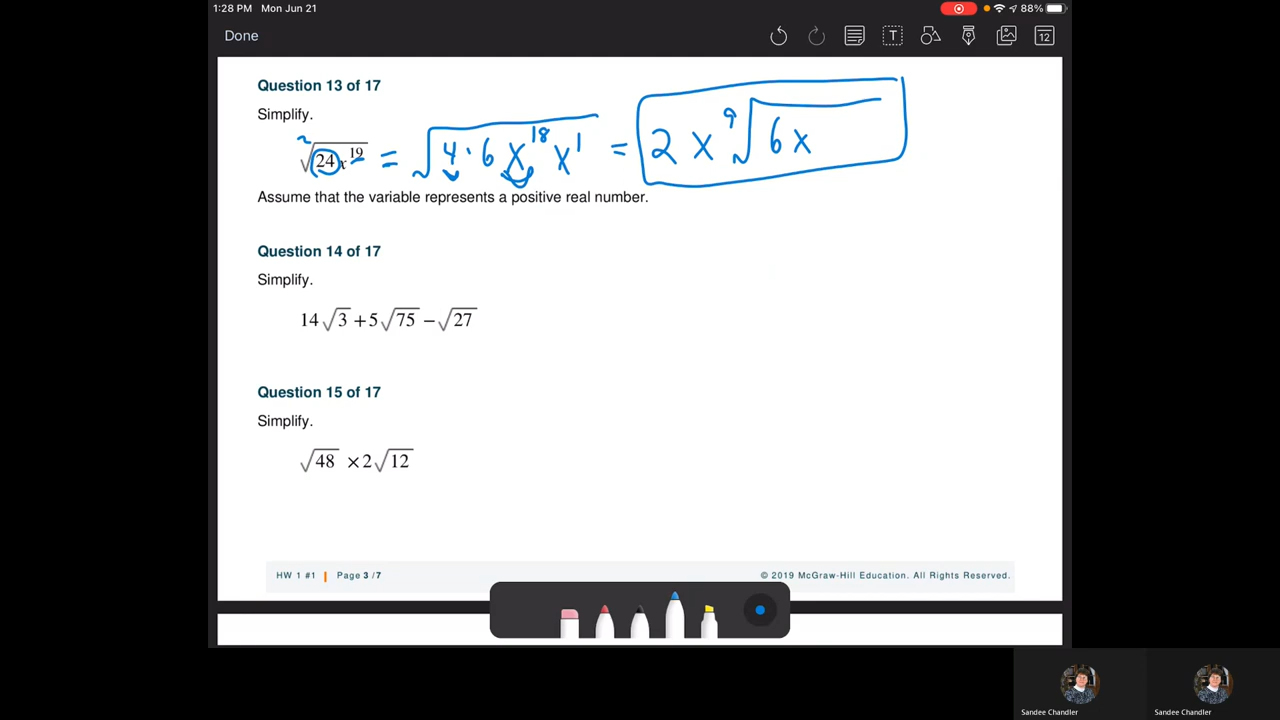 1:28 PM Mon Jun 21 88%
Done 12
Question 13 of 17
Simplify.
²√24x¹⁹ = √4·6x¹⁸x¹ = 2x⁹√6x
Assume that the variable represents a positive real number.
Question 14 of 17
Simplify.
14√3 + 5√75 − √27
Question 15 of 17
Simplify.
√48 × 2√12
HW 1 #1 | Page 3 / 7 © 2019 McGraw-Hill Education. All Rights Reserved.
Sandee Chandler Sandee Chandler